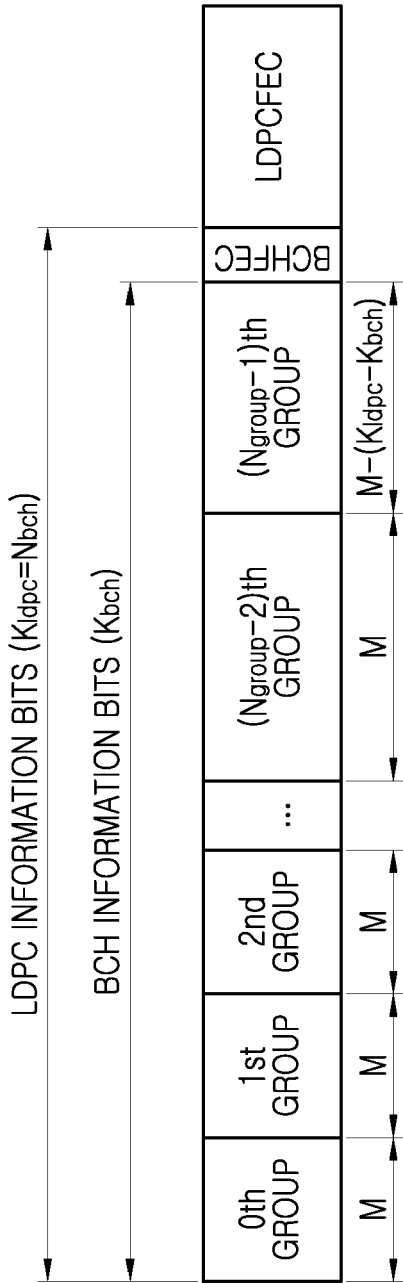 LDPC INFORMATION BITS (Kldpc=Nbch)
BCH INFORMATION BITS (Kbch)
0th
GROUP
1st
GROUP
2nd
GROUP
...
(Ngroup-2)th
GROUP
(Ngroup-1)th
GROUP
BCHFEC
LDPCFEC
M
M
M
M
M-(Kldpc-Kbch)